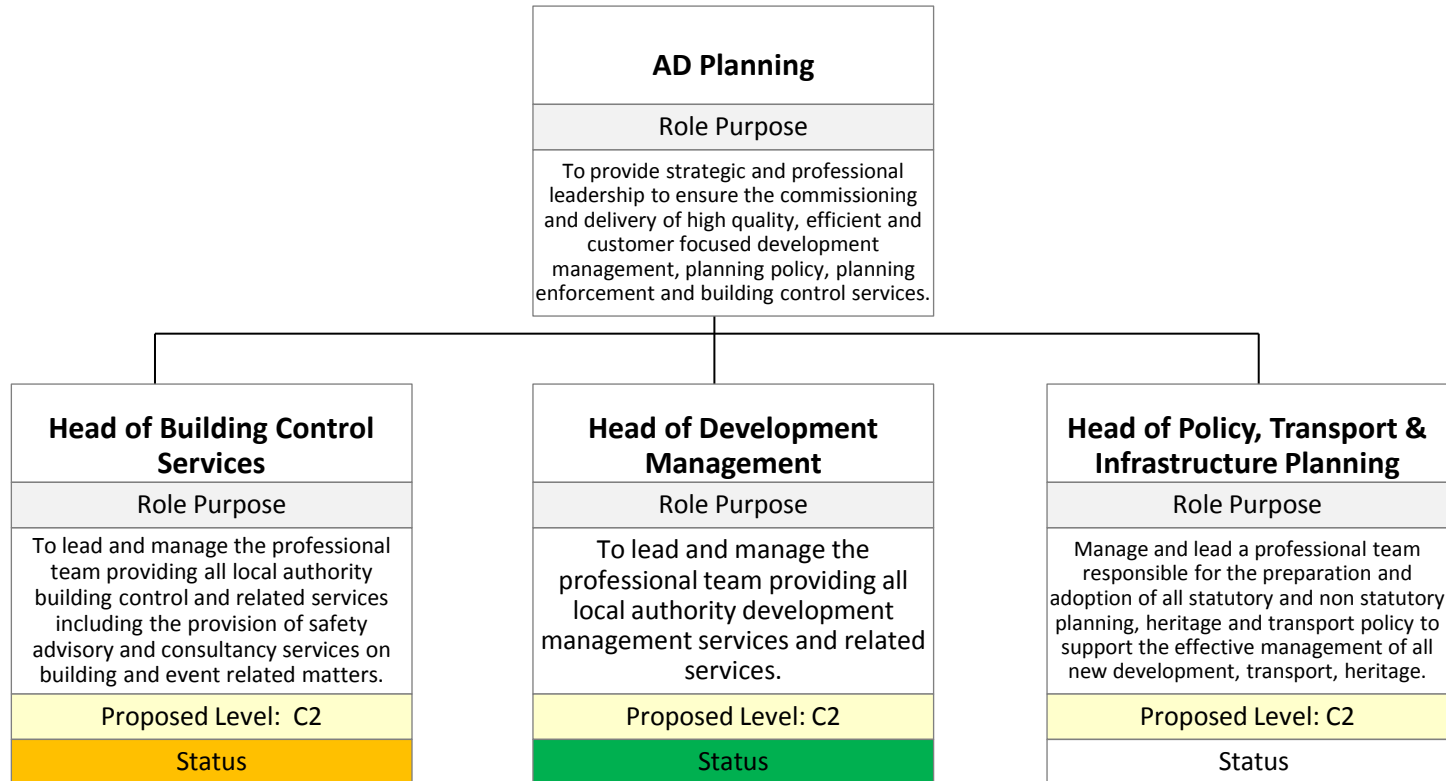 AD Planning
Role Purpose
To provide strategic and professional
leadership to ensure the commissioning
and delivery of high quality, efficient and
customer focused development
management, planning policy, planning
enforcement and building control services.
Head of Building Control
Services
Role Purpose
To lead and manage the professional
team providing all local authority
building control and related services
including the provision of safety
advisory and consultancy services on
building and event related matters.
Proposed Level: C2
Status
Head of Development
Management
Role Purpose
To lead and manage the
professional team providing all
local authority development
management services and related
services.
Proposed Level: C2
Status
Head of Policy, Transport &
Infrastructure Planning
Role Purpose
Manage and lead a professional team
responsible for the preparation and
adoption of all statutory and non statutory
planning, heritage and transport policy to
support the effective management of all
new development, transport, heritage.
Proposed Level: C2
Status